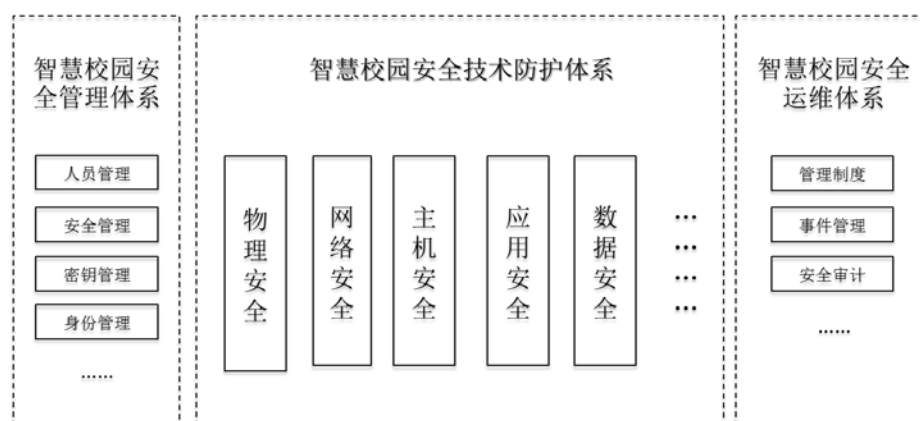 智慧校园安
全管理体系
人员管理
安全管理
密钥管理
身份管理
......
智慧校园安全技术防护体系
物理安全
网络安全
主机安全
应用安全
数据安全
...
...
...
...
智慧校园安全
运维体系
管理制度
事件管理
安全审计
......